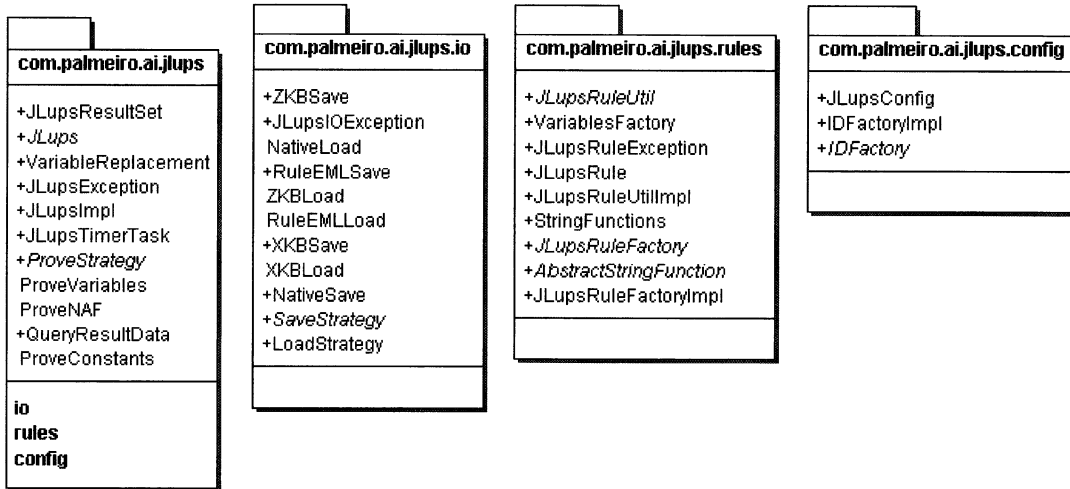 com.palmeiro.ai.jlups
+JLupsResultSet
+JLups
+VariableReplacement
+JLupsException
+JLupsImpl
+JLupsTimerTask
+ProveStrategy
ProveVariables
ProveNAF
+QueryResultData
ProveConstants
io
rules
config
com.palmeiro.ai.jlups.io
+ZKBSave
+JLupsIOException
NativeLoad
+RuleEMLSave
ZKBLoad
RuleEMLLoad
+XKBSave
XKBLoad
+NativeSave
+SaveStrategy
+LoadStrategy
com.palmeiro.ai.jlups.rules
+JLupsRuleUtil
+VariablesFactory
+JLupsRuleException
+JLupsRule
+JLupsRuleUtilImpl
+StringFunctions
+JLupsRuleFactory
+AbstractStringFunction
+JLupsRuleFactoryImpl
com.palmeiro.ai.jlups.config
+JLupsConfig
+IDFactoryImpl
+IDFactory